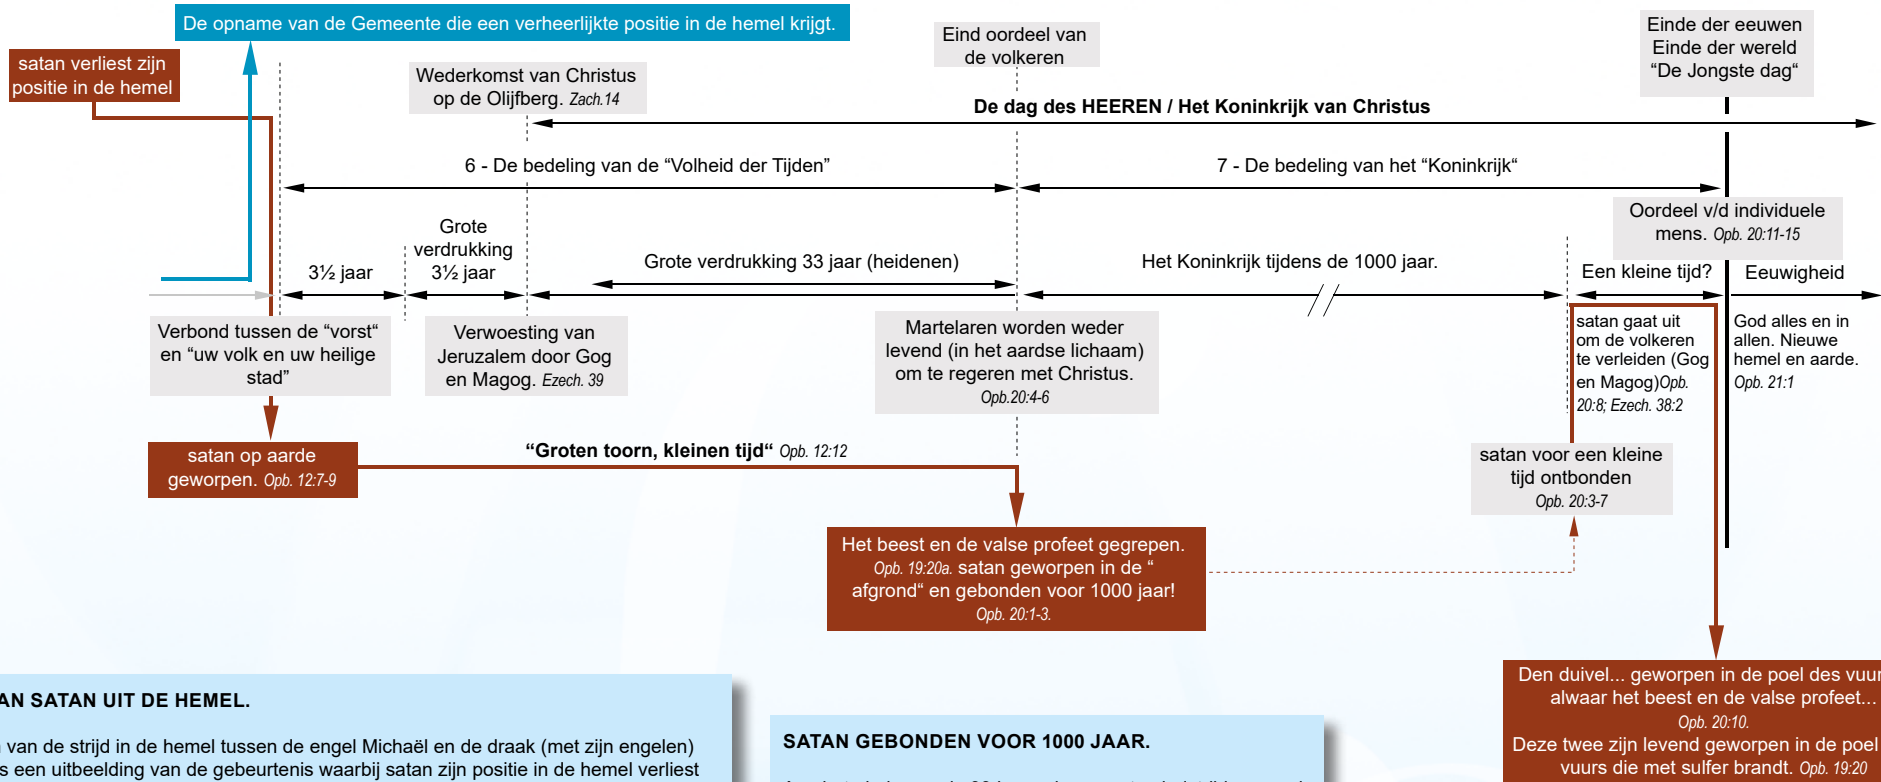 De opname van de Gemeente die een verheerlijkte positie in de hemel krijgt.
satan verliest zijn
positie in de hemel
Wederkomst van Christus
op de Olijfberg. Zach.14
Eind oordeel van
de volkeren
Einde der eeuwen
Einde der wereld
“De Jongste dag“
De dag des HEEREN / Het Koninkrijk van Christus
6 - De bedeling van de “Volheid der Tijden”
7 - De bedeling van het “Koninkrijk“
Oordeel v/d individuele
mens. Opb. 20:11-15
3½ jaar
Grote
verdrukking
3½ jaar
Grote verdrukking 33 jaar (heidenen)
Het Koninkrijk tijdens de 1000 jaar.
Een kleine tijd?
Eeuwigheid
Verbond tussen de “vorst“
en “uw volk en uw heilige
stad”
Verwoesting van
Jeruzalem door Gog
en Magog. Ezech. 39
Martelaren worden weder
levend (in het aardse lichaam)
om te regeren met Christus.
Opb.20:4-6
satan gaat uit
om de volkeren
te verleiden (Gog
en Magog)Opb.
20:8; Ezech. 38:2
God alles en in
allen. Nieuwe
hemel en aarde.
Opb. 21:1
satan op aarde
geworpen. Opb. 12:7-9
“Groten toorn, kleinen tijd“ Opb. 12:12
satan voor een kleine
tijd ontbonden
Opb. 20:3-7
Het beest en de valse profeet gegrepen.
Opb. 19:20a. satan geworpen in de “
afgrond“ en gebonden voor 1000 jaar!
Opb. 20:1-3.
Den duivel... geworpen in de poel des vuur
alwaar het beest en de valse profeet...
Opb. 20:10.
Deze twee zijn levend geworpen in de poel
vuurs die met sulfer brandt. Opb. 19:20
AN SATAN UIT DE HEMEL.
van de strijd in de hemel tussen de engel Michaël en de draak (met zijn engelen)
s een uitbeelding van de gebeurtenis waarbij satan zijn positie in de hemel verliest
SATAN GEBONDEN VOOR 1000 JAAR.